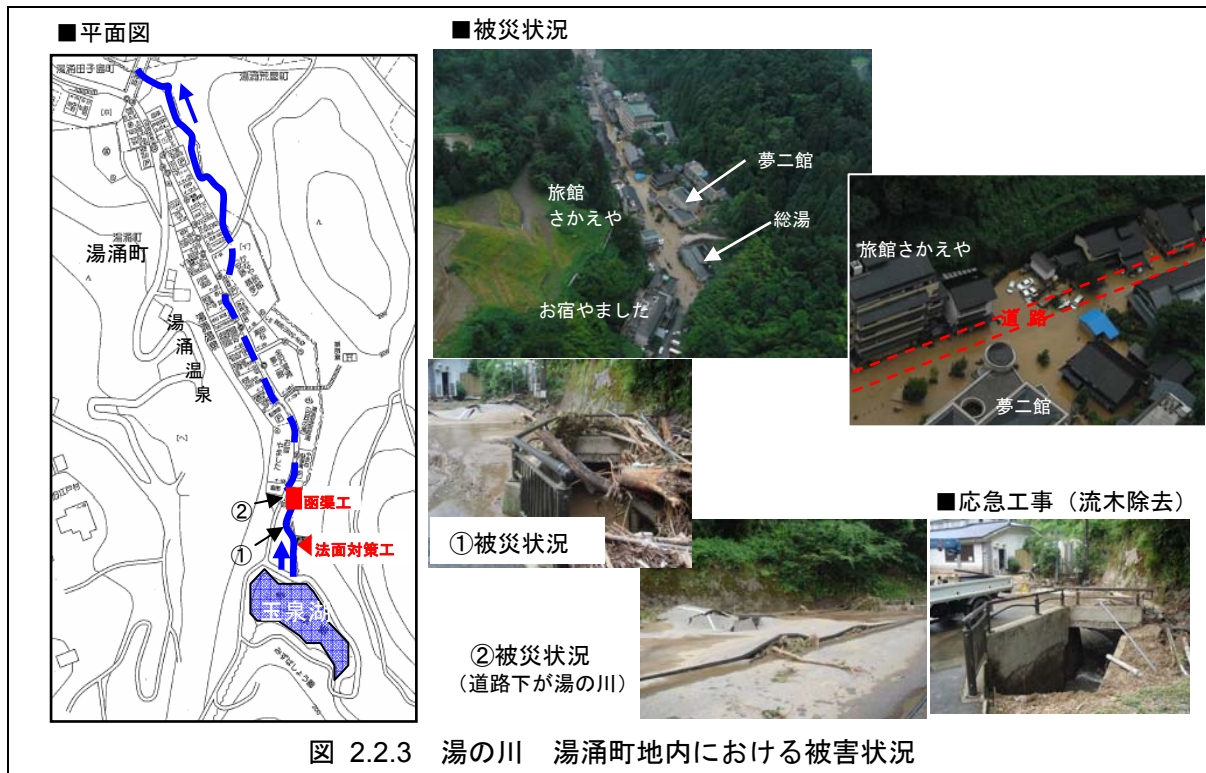 ■平面図
湯涌田子島町
湯涌荒屋町
湯涌町
湯涌町
湯涌温泉
②
函渠工
①
法面対策工
玉泉湖
■被災状況
夢二館
旅館
さかえや
総湯
お宿やました
旅館さかえや
道路
夢二館
①被災状況
②被災状況
（道路下が湯の川）
■応急工事（流木除去）
図 2.2.3　湯の川　湯涌町地内における被害状況